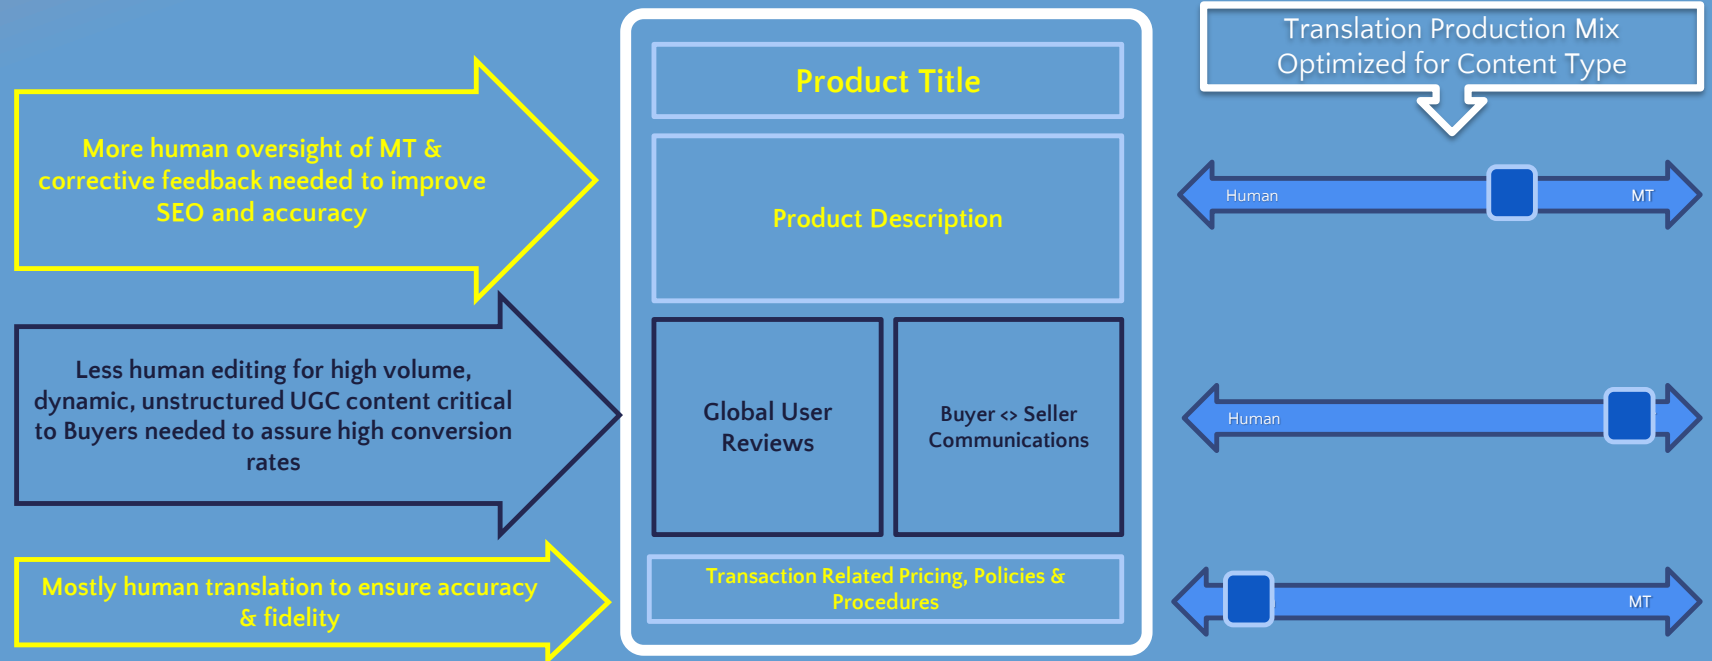 Translation Production Mix
Optimized for Content Type
Product Title
More human oversight of MT &
corrective feedback needed to improve
SEO and accuracy
Product Description
Human
MT
Less human editing for high volume,
dynamic, unstructured UGC content critical
to Buyers needed to assure high conversion
rates
Global User
Reviews
Buyer <> Seller
Communications
Human
Mostly human translation to ensure accuracy
& fidelity
Transaction Related Pricing, Policies &
Procedures
MT